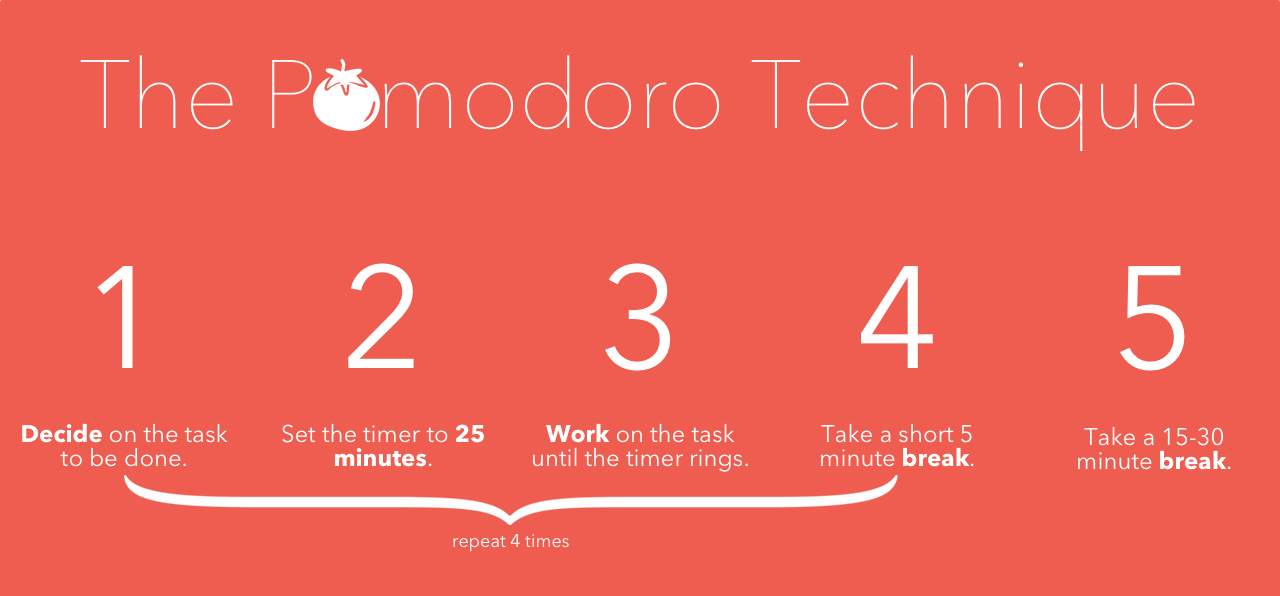 The Pomodoro Technique
1
2
3
4
5
Decide on the task
to be done.
Set the timer to 25
minutes.
Work on the task
until the timer rings.
Take a short 5
minute break.
Take a 15-30
minute break.
repeat 4 times